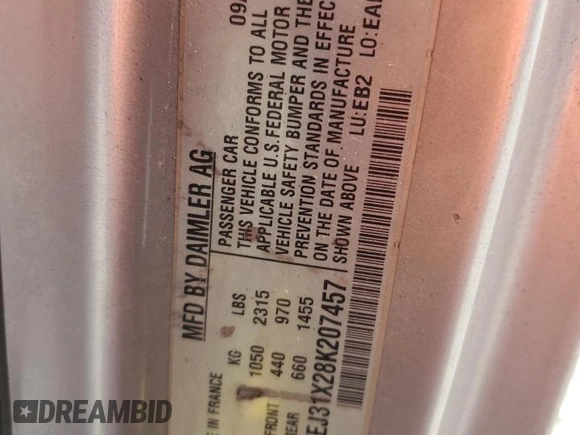 MFD BY DAIMLER AG
PASSENGER CAR
09/
THIS VEHICLE CONFORMS TO ALL
APPLICABLE U.S. FEDERAL MOTOR
VEHICLE SAFETY BUMPER AND THE
PREVENTION STANDARDS IN EFFEC
ON THE DATE OF MANUFACTURE
SHOWN ABOVE LU:EB2 LO:EA
E IN FRANCE KG LBS
1050 2315
FRONT 440 970
REAR 660 1455
EJ31X28K207457
DREAMBID